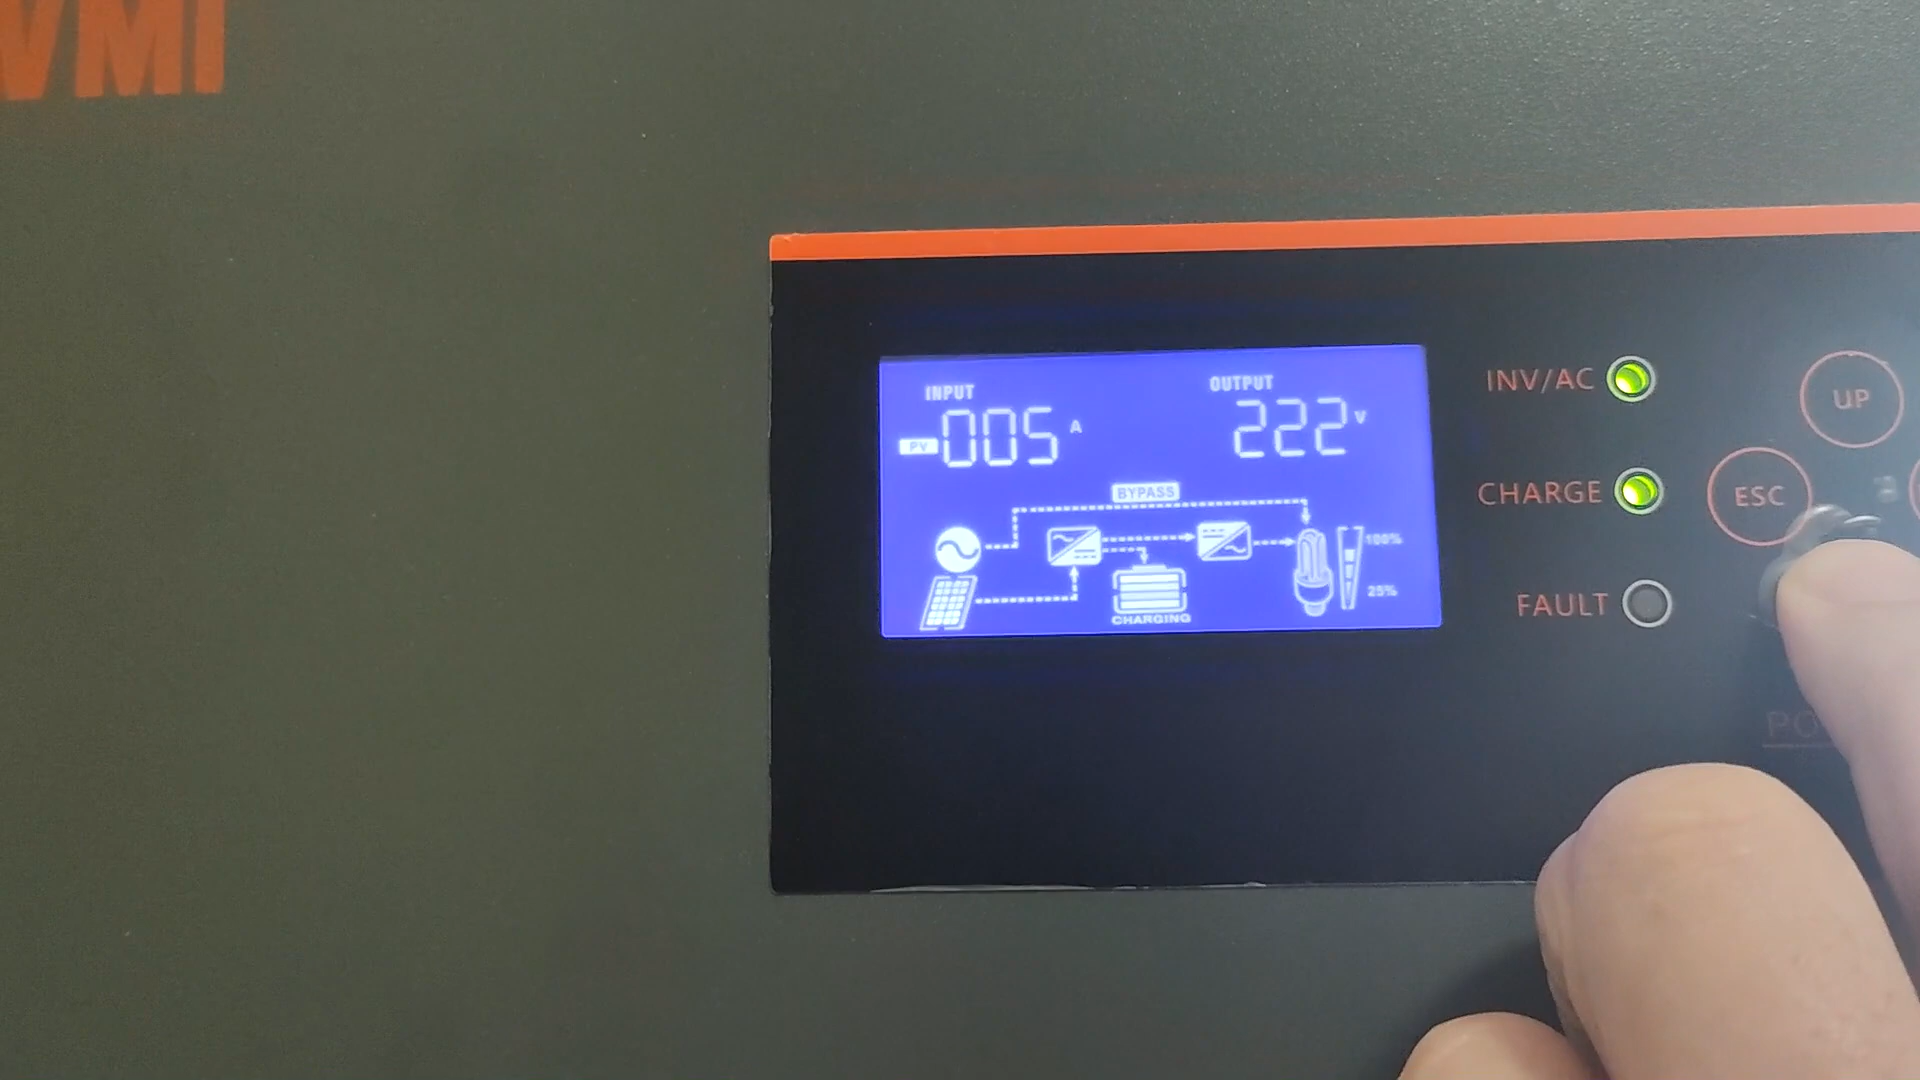 VMI
INPUT
OUTPUT
PV 005 A
222 V
BYPASS
100%
25%
CHARGING
INV/AC
CHARGE
FAULT
UP
ESC